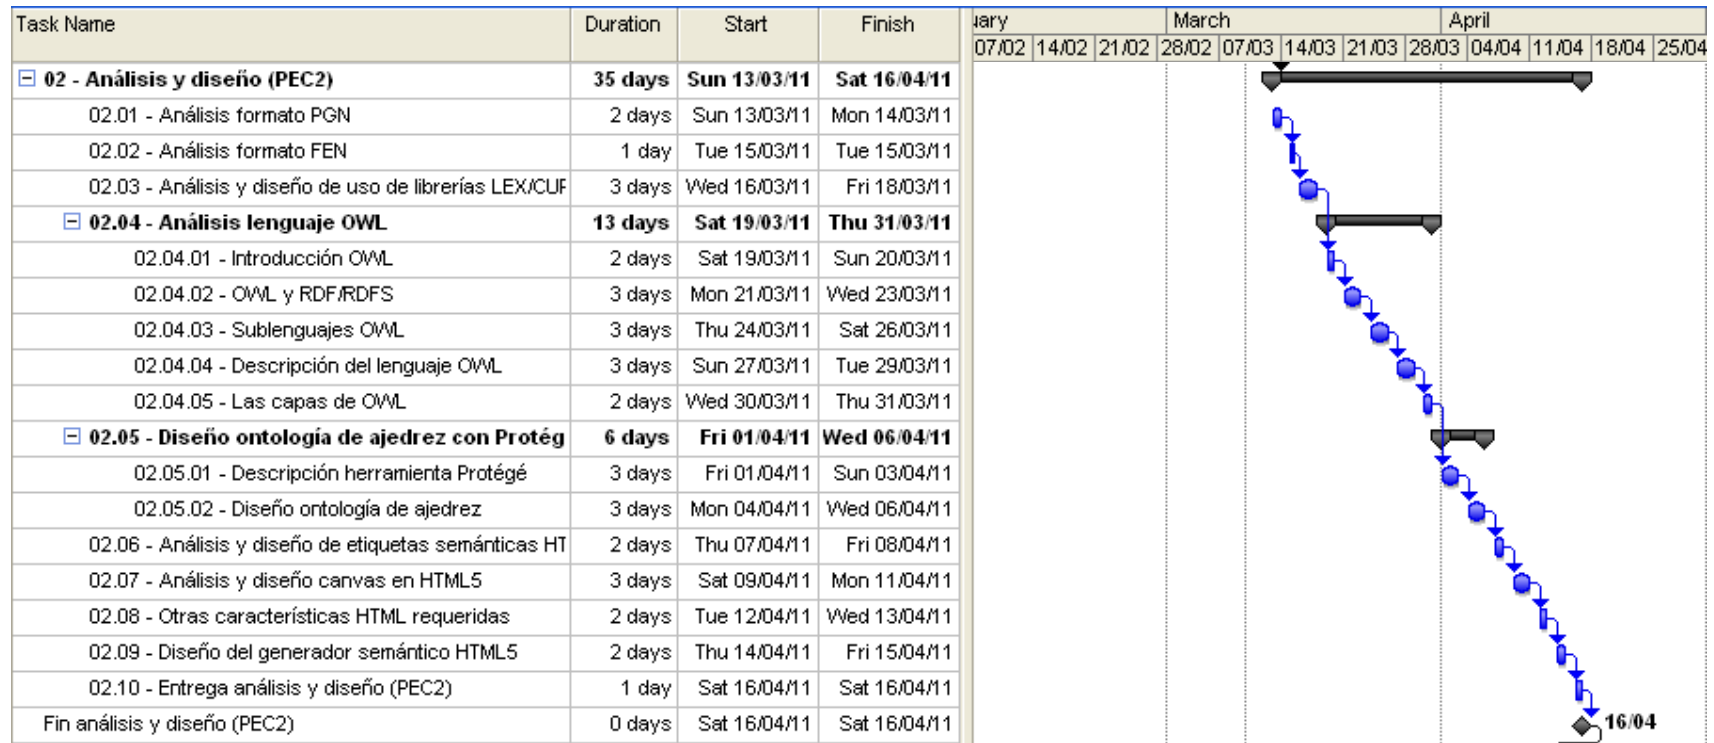 Task Name Duration Start Finish uary March April
07/02 14/02 21/02 28/02 07/03 14/03 21/03 28/03 04/04 11/04 18/04 25/04
02 - Análisis y diseño (PEC2) 35 days Sun 13/03/11 Sat 16/04/11
02.01 - Análisis formato PGN 2 days Sun 13/03/11 Mon 14/03/11
02.02 - Análisis formato FEN 1 day Tue 15/03/11 Tue 15/03/11
02.03 - Análisis y diseño de uso de librerías LEX/CUF 3 days Wed 16/03/11 Fri 18/03/11
02.04 - Análisis lenguaje OWL 13 days Sat 19/03/11 Thu 31/03/11
02.04.01 - Introducción OWL 2 days Sat 19/03/11 Sun 20/03/11
02.04.02 - OWL y RDF/RDFS 3 days Mon 21/03/11 Wed 23/03/11
02.04.03 - Sublenguajes OWL 3 days Thu 24/03/11 Sat 26/03/11
02.04.04 - Descripción del lenguaje OWL 3 days Sun 27/03/11 Tue 29/03/11
02.04.05 - Las capas de OWL 2 days Wed 30/03/11 Thu 31/03/11
02.05 - Diseño ontología de ajedrez con Protég 6 days Fri 01/04/11 Wed 06/04/11
02.05.01 - Descripción herramienta Protégé 3 days Fri 01/04/11 Sun 03/04/11
02.05.02 - Diseño ontología de ajedrez 3 days Mon 04/04/11 Wed 06/04/11
02.06 - Análisis y diseño de etiquetas semánticas HT 2 days Thu 07/04/11 Fri 08/04/11
02.07 - Análisis y diseño canvas en HTML5 3 days Sat 09/04/11 Mon 11/04/11
02.08 - Otras características HTML requeridas 2 days Tue 12/04/11 Wed 13/04/11
02.09 - Diseño del generador semántico HTML5 2 days Thu 14/04/11 Fri 15/04/11
02.10 - Entrega análisis y diseño (PEC2) 1 day Sat 16/04/11 Sat 16/04/11
Fin análisis y diseño (PEC2) 0 days Sat 16/04/11 Sat 16/04/11 16/04